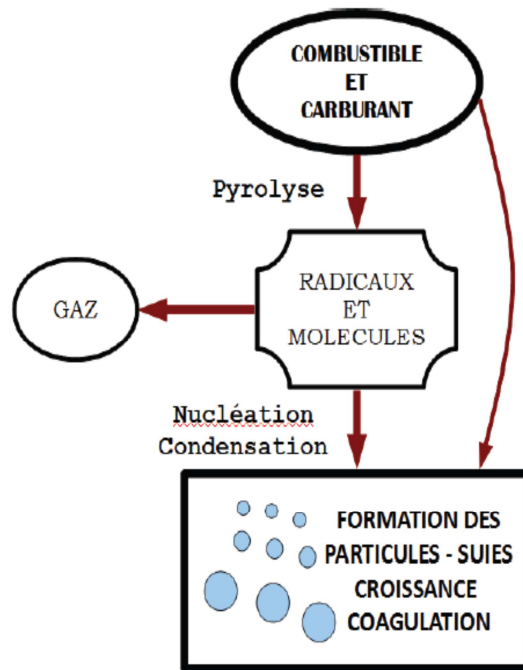 COMBUSTIBLE
ET
CARBURANT
Pyrolyse
RADICAUX
ET
MOLECULES
GAZ
Nucléation
Condensation
FORMATION DES
PARTICULES - SUIES
CROISSANCE
COAGULATION